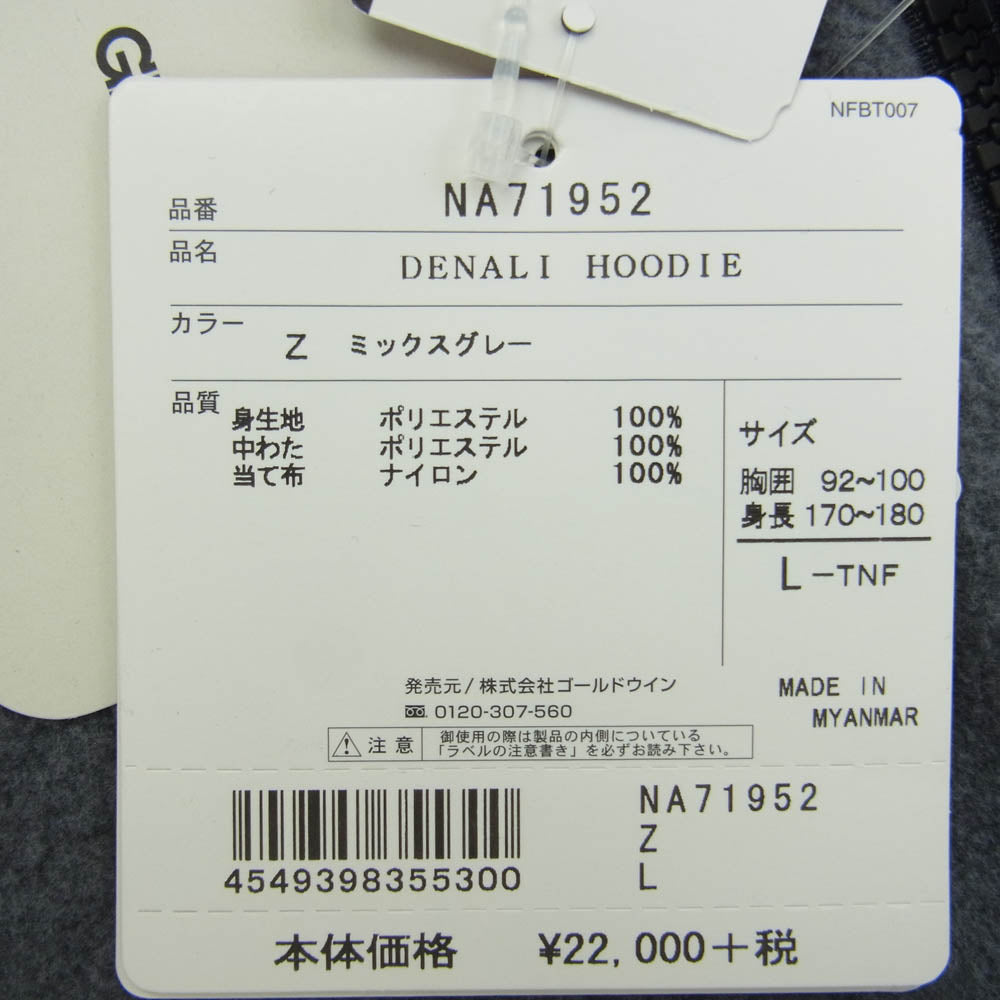 G
NFBT007
品番 NA71952
品名 DENALI HOODIE
カラー Z ミックスグレー
品質 身生地 ポリエステル 100%
中わた ポリエステル 100%
当て布 ナイロン 100%
サイズ
胸囲 92~100
身長 170~180
L-TNF
発売元/株式会社ゴールドウイン
0120-307-560
MADE IN
MYANMAR
注意 御使用の際は製品の内側についている
「ラベルの注意書き」を必ずお読み下さい。
4549398355300
NA71952
Z
L
本体価格 ¥22,000+税